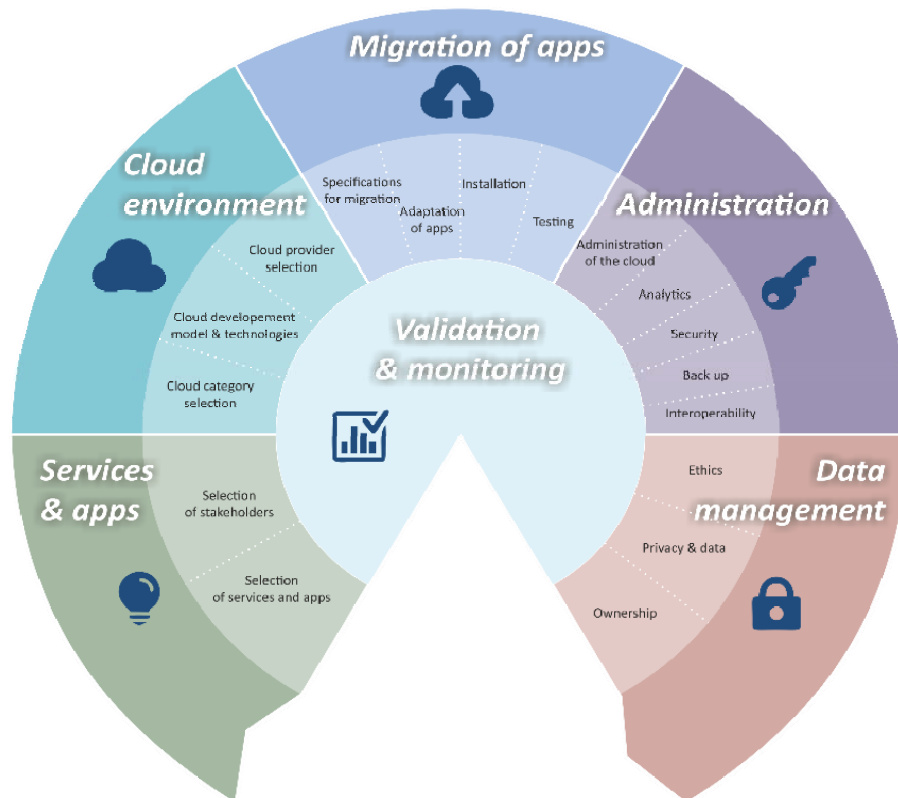 Migration of apps
Specifications
for migration
Adaptation
of apps
Installation
Testing
Cloud
environment
Cloud provider
selection
Cloud developement
model & technologies
Cloud category
selection
Administration
Administration
of the cloud
Analytics
Security
Back up
Interoperability
Validation
& monitoring
Services
& apps
Selection
of stakeholders
Selection
of services and apps
Data
management
Ethics
Privacy & data
Ownership